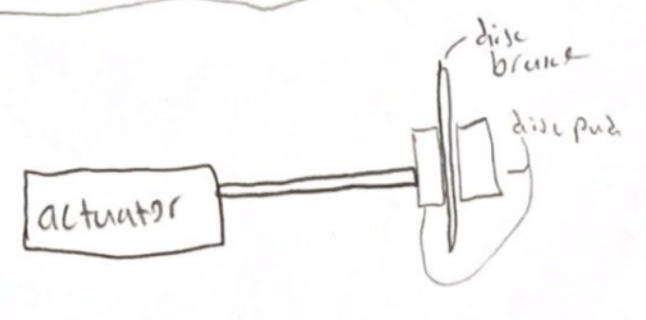 disc
brake
disc pad
actuator